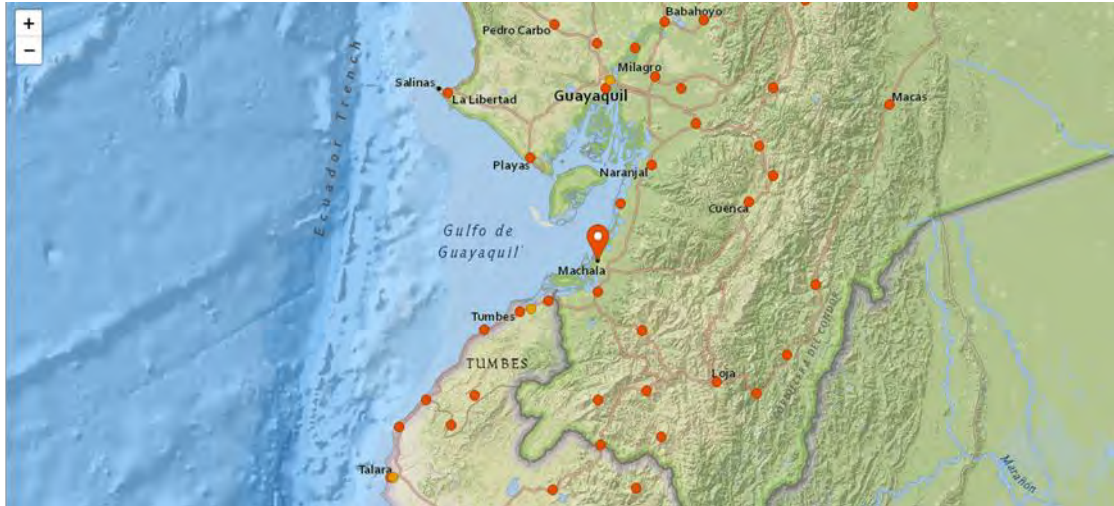 +
−
Babahoyo
Pedro Carbo
Milagro
Salinas
La Libertad
Guayaquil
Macas
Ecuador Trench
Playas
Naranjal
Cuenca
Gulfo de
Guayaquil
Machala
Tumbes
TUMBES
Loja
Talara
Marañón